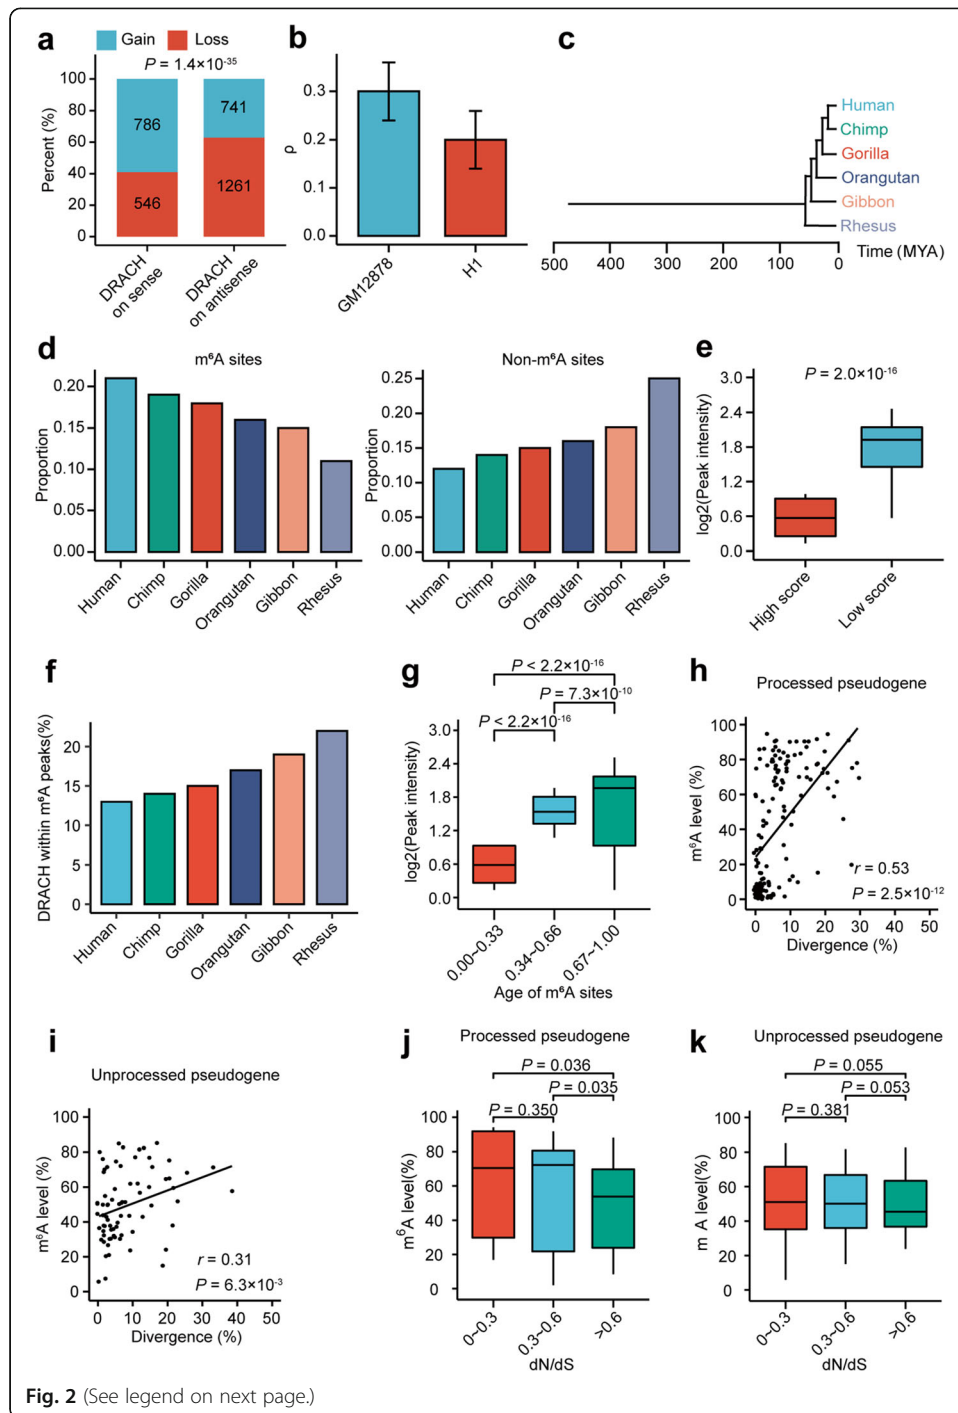 a
Gain Loss
P = 1.4×10⁻³⁵
Percent (%)
100
80
60
40
20
0
786
741
546
1261
DRACH
on sense
DRACH
on antisense
b
ρ
0.3
0.2
0.1
0.0
GM12878
H1
c
Human
Chimp
Gorilla
Orangutan
Gibbon
Rhesus
500 400 300 200 100 0
Time (MYA)
d
m⁶A sites
Proportion
0.20
0.15
0.10
0.05
0.00
Human
Chimp
Gorilla
Orangutan
Gibbon
Rhesus
Non-m⁶A sites
Proportion
0.25
0.20
0.15
0.10
0.05
0.00
Human
Chimp
Gorilla
Orangutan
Gibbon
Rhesus
e
P = 2.0×10⁻¹⁶
log2(Peak intensity)
3.0
2.4
1.8
1.2
0.6
0.0
High score
Low score
f
DRACH within m⁶A peaks(%)
20
15
10
5
0
Human
Chimp
Gorilla
Orangutan
Gibbon
Rhesus
g
P < 2.2×10⁻¹⁶
P = 7.3×10⁻¹⁰
P < 2.2×10⁻¹⁶
log2(Peak intensity)
3.0
2.4
1.8
1.2
0.6
0.0
0.00~0.33
0.34~0.66
0.67~1.00
Age of m⁶A sites
h
Processed pseudogene
m⁶A level (%)
100
80
60
40
20
0
r = 0.53
P = 2.5×10⁻¹²
0 10 20 30 40 50
Divergence (%)
i
Unprocessed pseudogene
m⁶A level (%)
100
80
60
40
20
0
r = 0.31
P = 6.3×10⁻³
0 10 20 30 40 50
Divergence (%)
j
Processed pseudogene
P = 0.036
P = 0.035
P = 0.350
m⁶A level(%)
100
80
60
40
20
0
0~0.3
0.3~0.6
>0.6
dN/dS
k
Unprocessed pseudogene
P = 0.055
P = 0.053
P = 0.381
m A level(%)
100
80
60
40
20
0
0~0.3
0.3~0.6
>0.6
dN/dS
Fig. 2 (See legend on next page.)